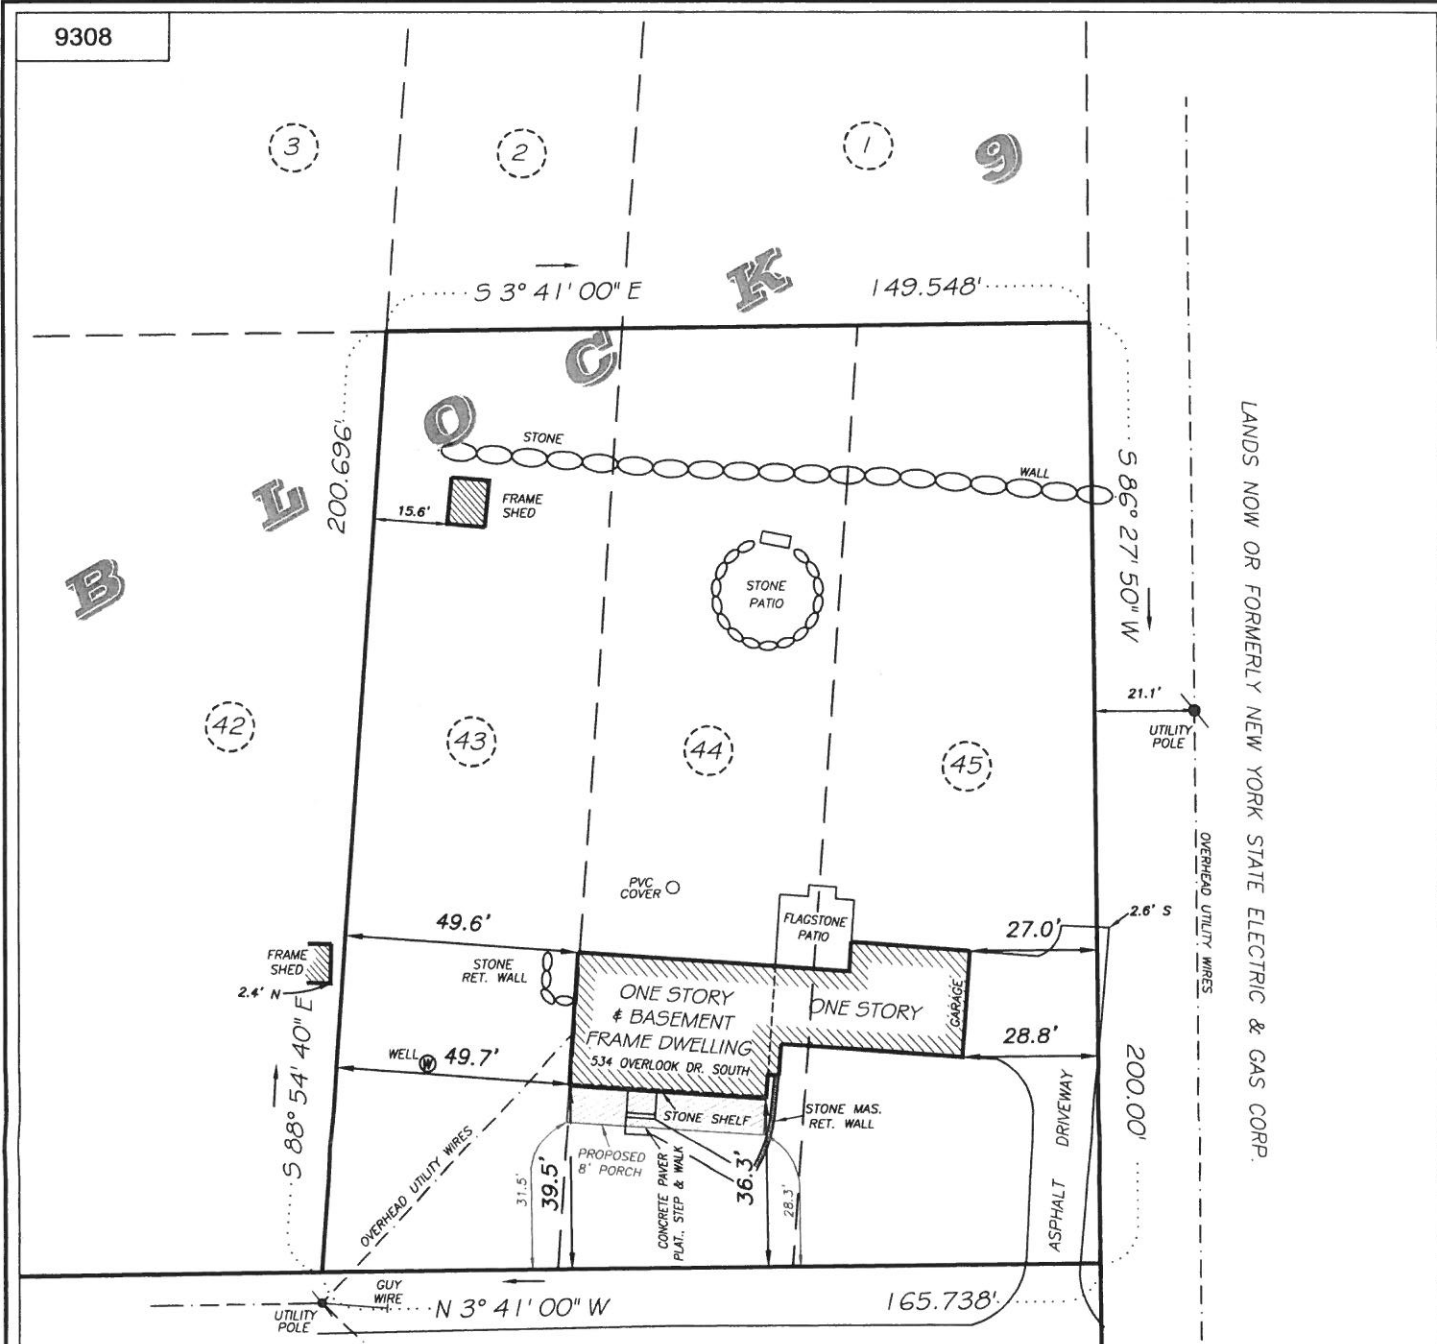 9308
3
2
1
9
K
C
O
L
B
S 3° 41' 00" E
149.548'
200.696'
STONE
WALL
FRAME
SHED
15.6'
STONE
PATIO
S 86° 27' 50" W
LANDS NOW OR FORMERLY NEW YORK STATE ELECTRIC & GAS CORP.
21.1'
UTILITY
POLE
42
43
44
45
OVERHEAD UTILITY WIRES
PVC
COVER
FLAGSTONE
PATIO
49.6'
27.0'
2.6' S
FRAME
SHED
2.4' N
STONE
RET. WALL
ONE STORY
& BASEMENT
FRAME DWELLING
534 OVERLOOK DR. SOUTH
ONE STORY
GARAGE
WELL W 49.7'
28.8'
S 88° 54' 40" E
STONE SHELF
STONE MAS.
RET. WALL
PROPOSED
8' PORCH
31.5'
39.5'
CONCRETE PAVER
PLAT., STEP & WALK
36.3'
28.3'
ASPHALT DRIVEWAY
200.00'
OVERHEAD UTILITY WIRES
GUY
WIRE
UTILITY
POLE
N 3° 41' 00" W
165.738'